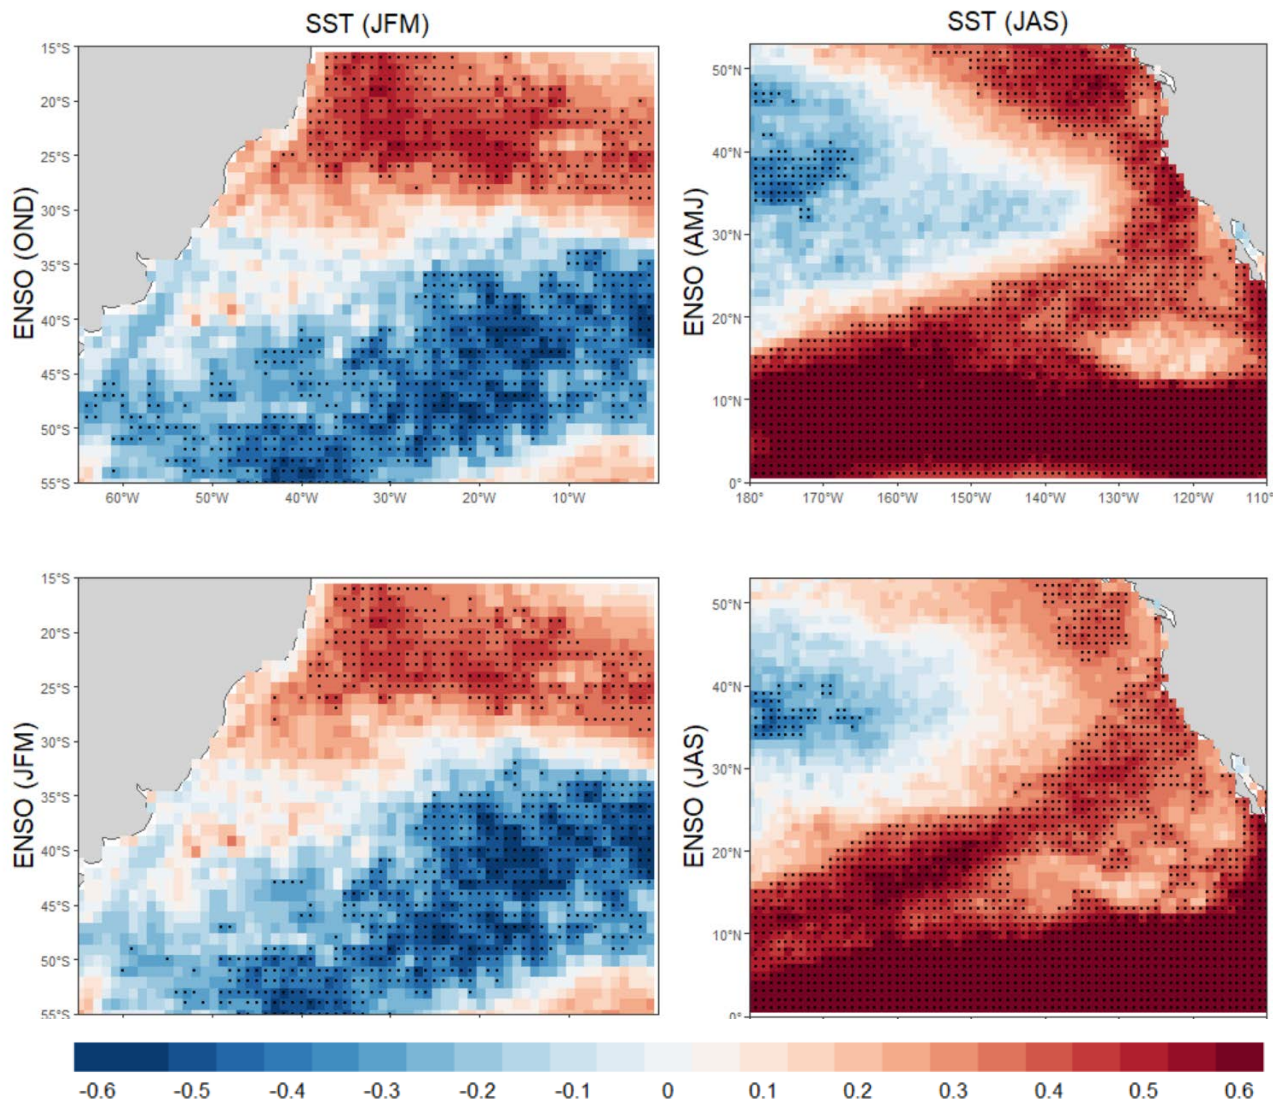 SST (JFM)
SST (JAS)
ENSO (OND)
15°S
20°S
25°S
30°S
35°S
40°S
45°S
50°S
55°S
60°W
50°W
40°W
30°W
20°W
10°W
ENSO (AMJ)
50°N
40°N
30°N
20°N
10°N
0°
180°
170°W
160°W
150°W
140°W
130°W
120°W
110°
ENSO (JFM)
15°S
20°S
25°S
30°S
35°S
40°S
45°S
50°S
55°S
ENSO (JAS)
50°N
40°N
30°N
20°N
10°N
0°
-0.6 -0.5 -0.4 -0.3 -0.2 -0.1 0 0.1 0.2 0.3 0.4 0.5 0.6